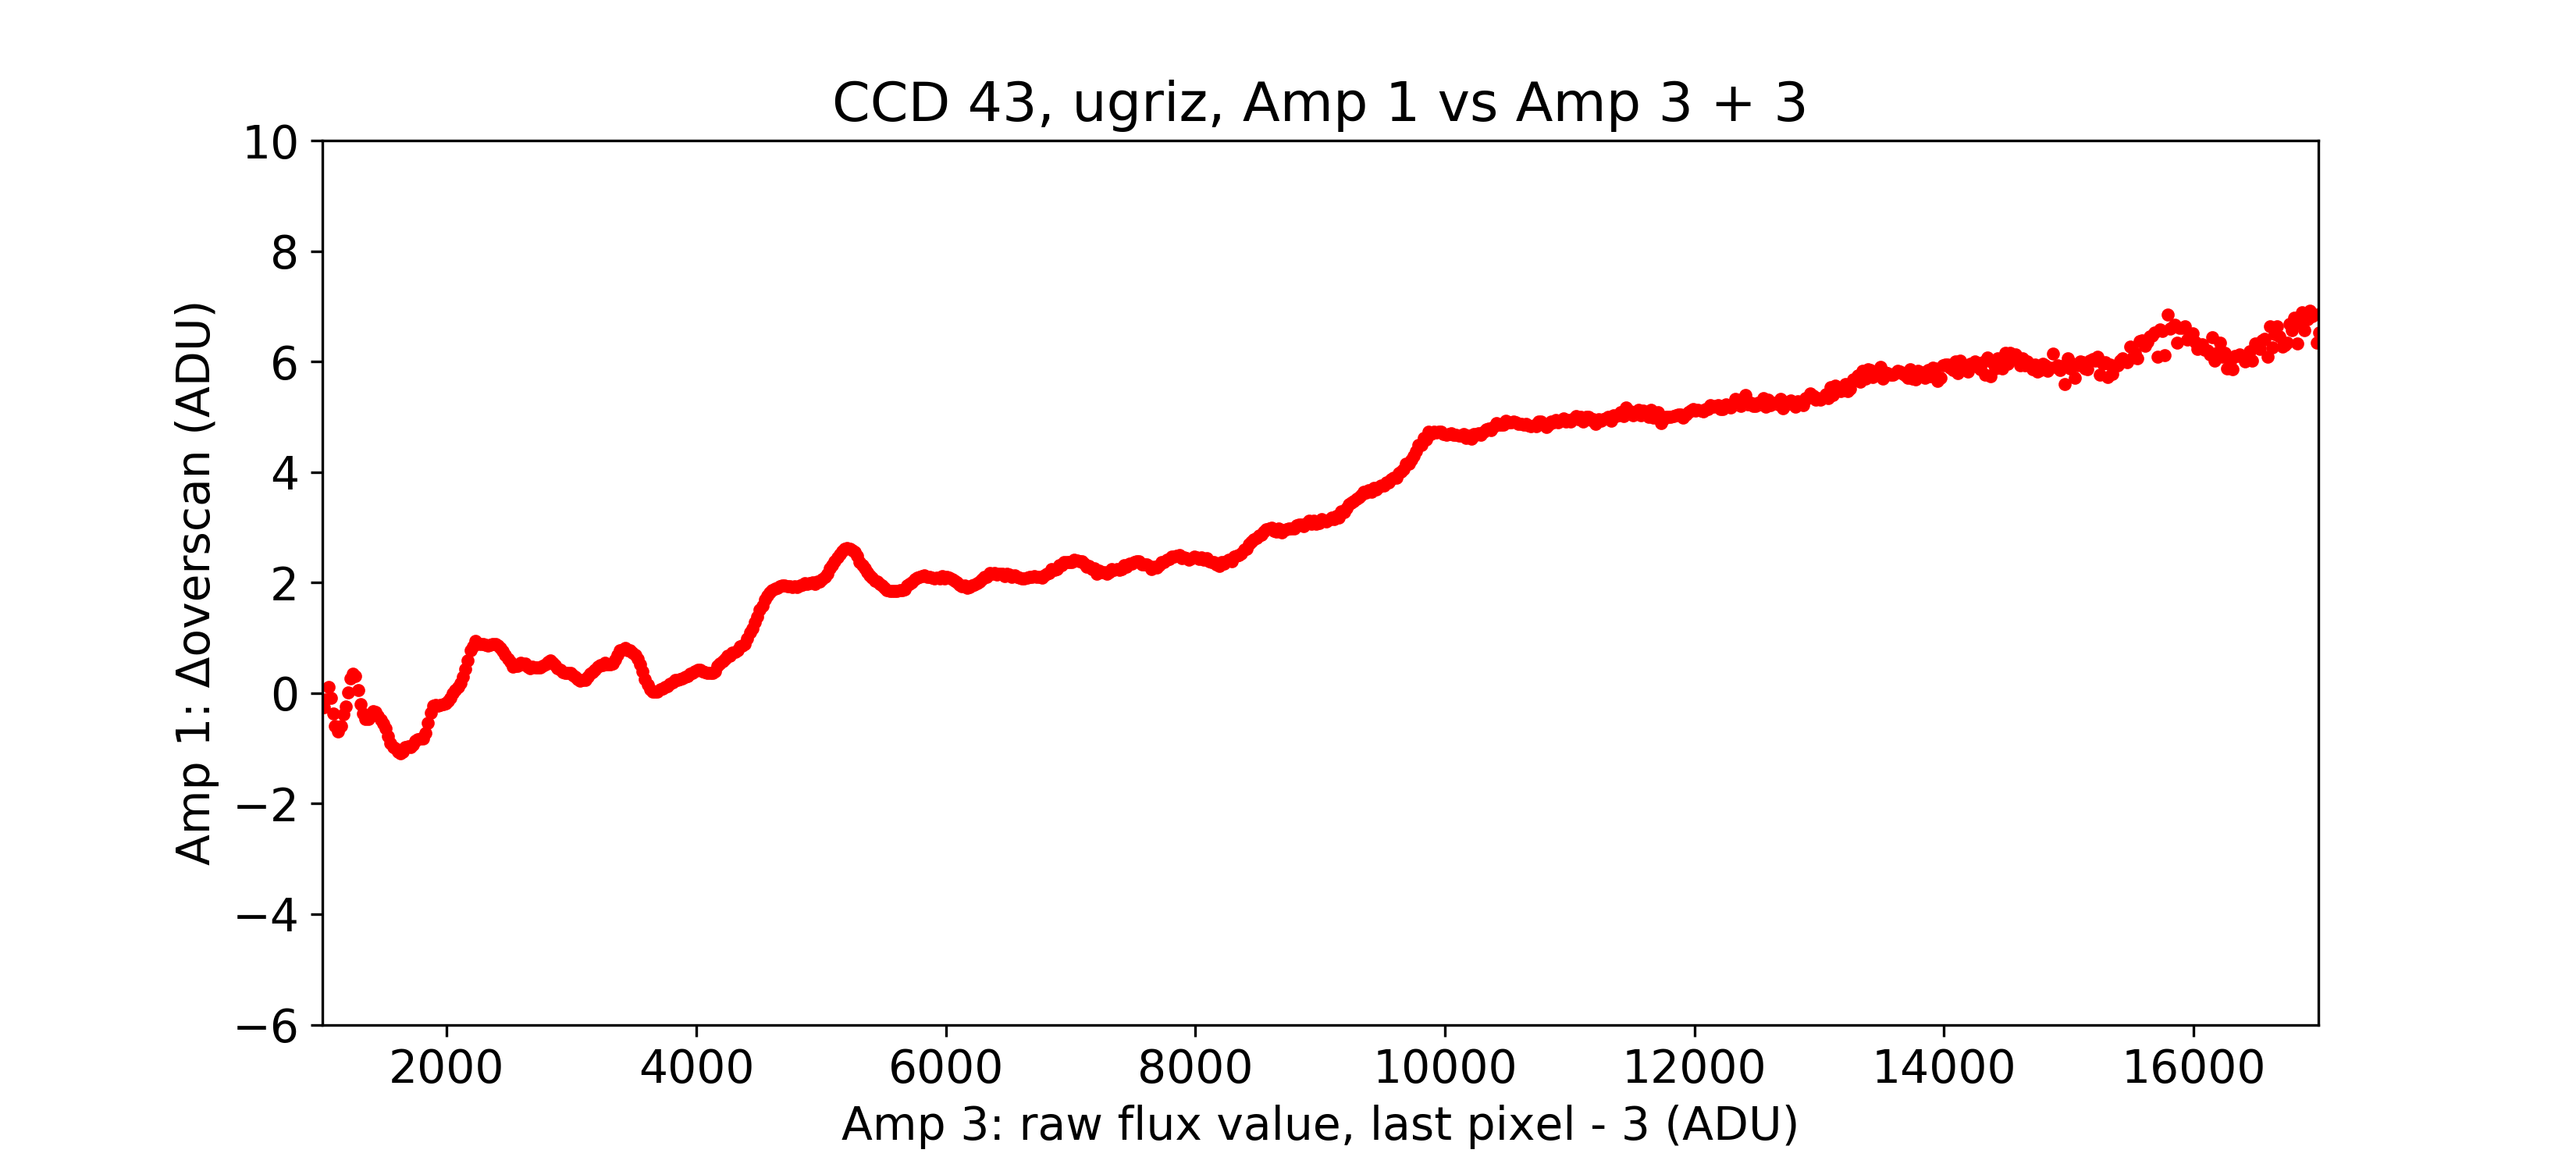 CCD 43, ugriz, Amp 1 vs Amp 3 + 3
10
8
6
4
2
0
−2
−4
−6
Amp 1: Δoverscan (ADU)
2000 4000 6000 8000 10000 12000 14000 16000
Amp 3: raw flux value, last pixel - 3 (ADU)